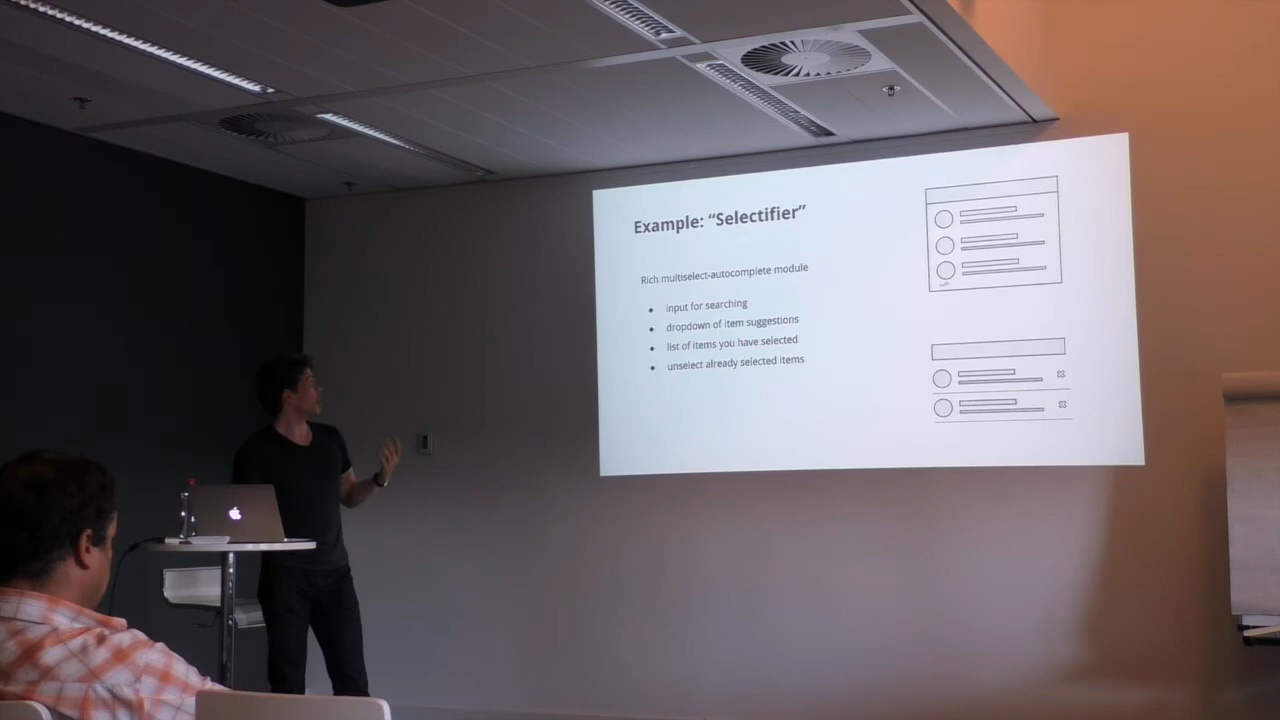 Example: “Selectifier”
Rich multiselect-autocomplete module
● input for searching
● dropdown of item suggestions
● list of items you have selected
● unselect already selected items